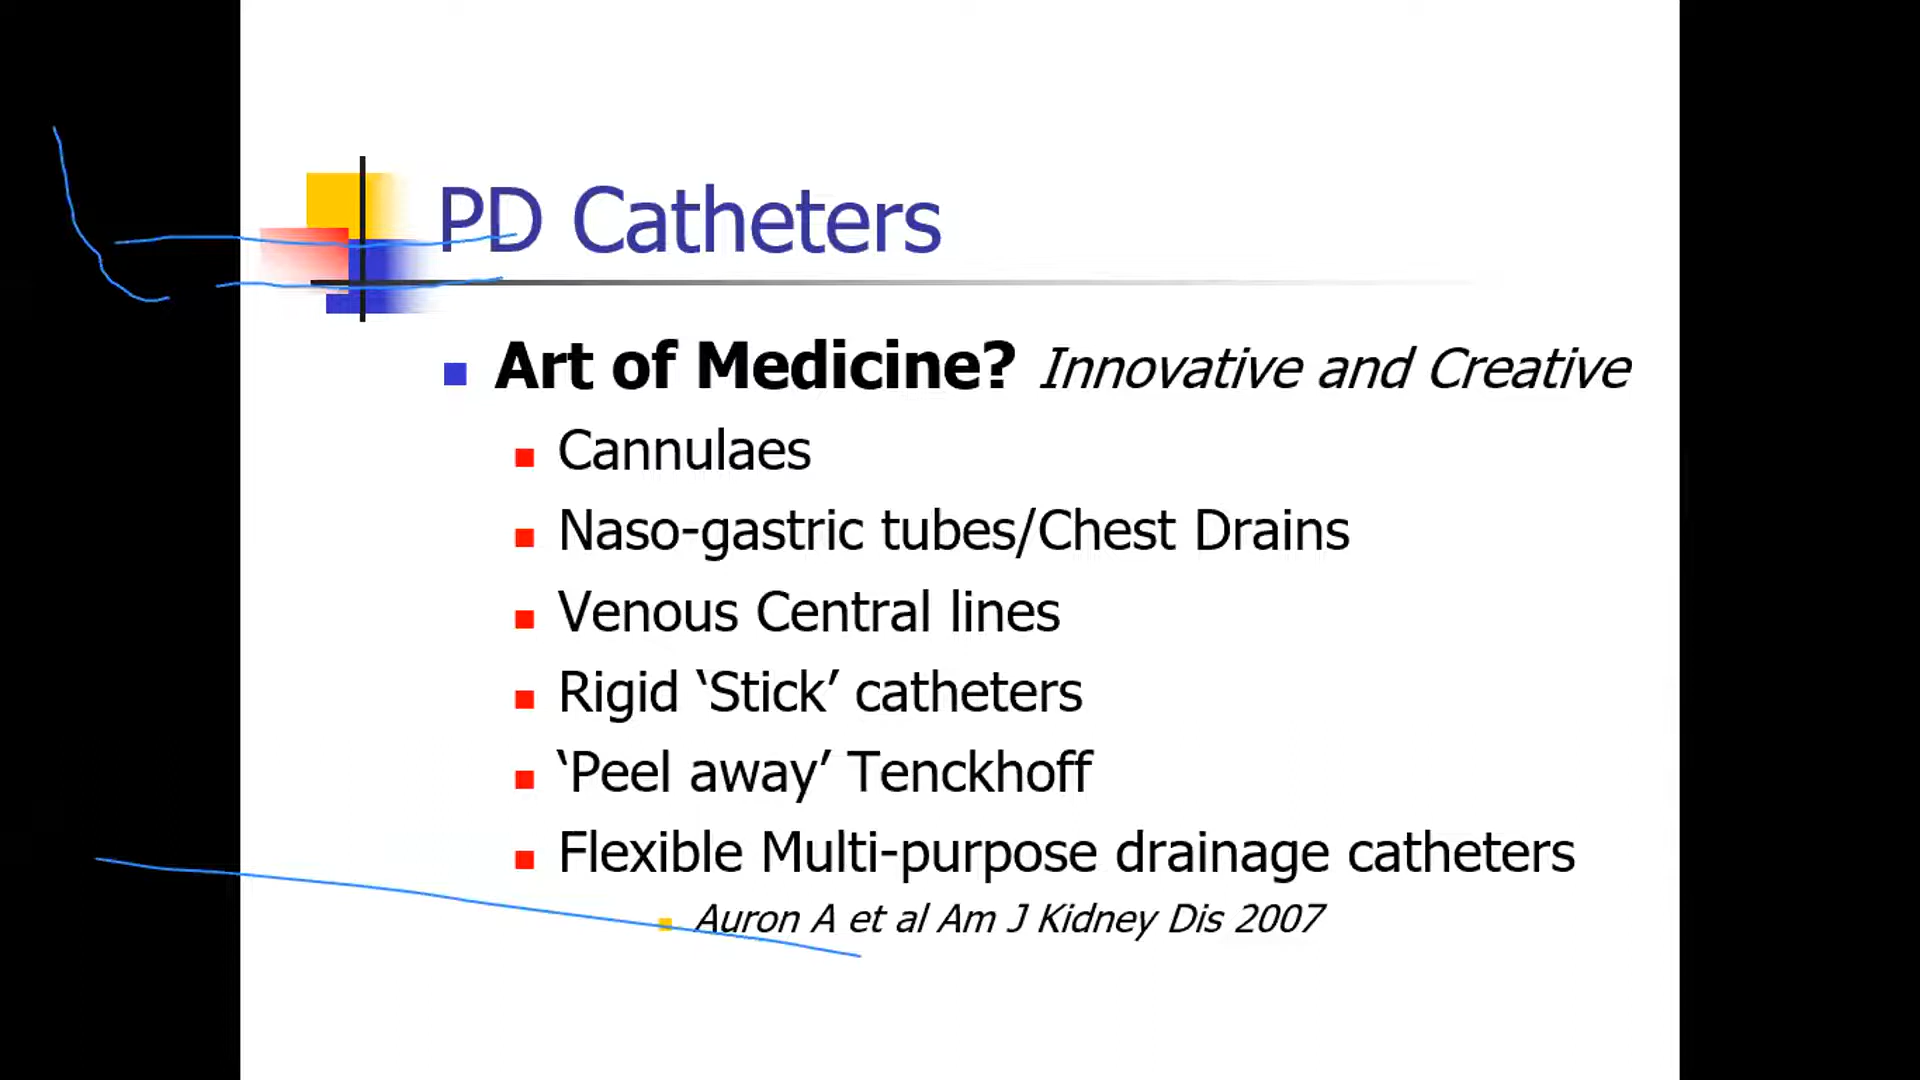 PD Catheters
Art of Medicine? Innovative and Creative
Cannulaes
Naso-gastric tubes/Chest Drains
Venous Central lines
Rigid ‘Stick’ catheters
‘Peel away’ Tenckhoff
Flexible Multi-purpose drainage catheters
Auron A et al Am J Kidney Dis 2007